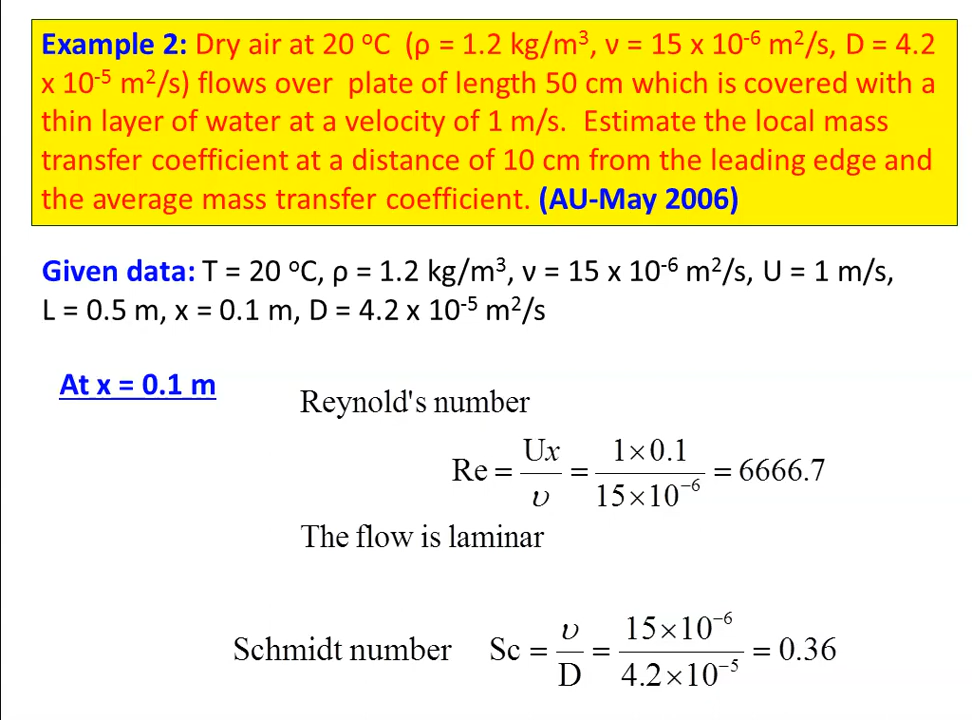 Example 2: Dry air at 20 ᵒC (ρ = 1.2 kg/m³, ν = 15 x 10⁻⁶ m²/s, D = 4.2
x 10⁻⁵ m²/s) flows over plate of length 50 cm which is covered with a
thin layer of water at a velocity of 1 m/s. Estimate the local mass
transfer coefficient at a distance of 10 cm from the leading edge and
the average mass transfer coefficient. (AU-May 2006)
Given data: T = 20 ᵒC, ρ = 1.2 kg/m³, ν = 15 x 10⁻⁶ m²/s, U = 1 m/s,
L = 0.5 m, x = 0.1 m, D = 4.2 x 10⁻⁵ m²/s
At x = 0.1 m
Reynold's number
Re = Ux / υ = 1×0.1 / 15×10⁻⁶ = 6666.7
The flow is laminar
Schmidt number Sc = υ / D = 15×10⁻⁶ / 4.2×10⁻⁵ = 0.36